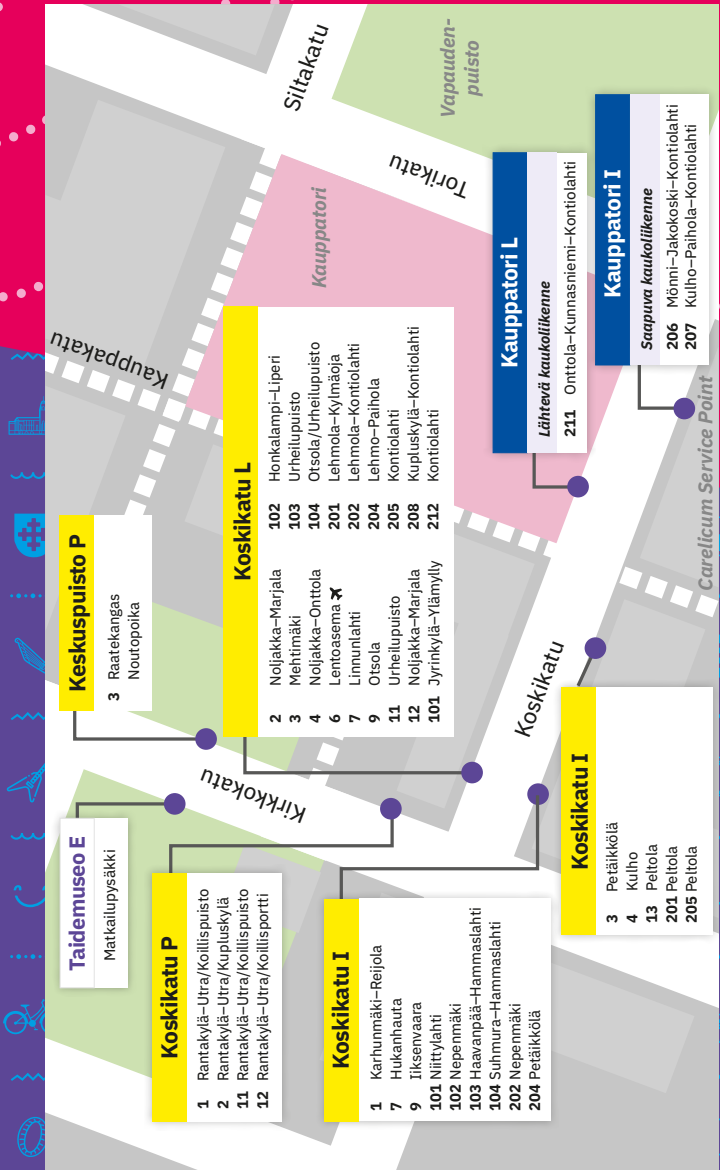 Taidemuseo E
Matkailupysäkki
Keskuspuisto P
3 Raatekangas
Noutopoika
Koskikatu P
1 Rantakylä–Utra/Koillispuisto
2 Rantakylä–Utra/Kupluskylä
11 Rantakylä–Utra/Koillispuisto
12 Rantakylä–Utra/Koillisportti
Koskikatu L
2 Noljakka–Marjala
3 Mehtimäki
4 Noljakka–Onttola
6 Lentoasema
7 Linnunlahti
9 Otsola
11 Urheilupuisto
12 Noljakka–Marjala
101 Jyrinkylä–Ylämylly
102 Honkalampi–Liperi
103 Urheilupuisto
104 Otsola/Urheilupuisto
201 Lehmola–Kylmäoja
202 Lehmola–Kontiolahti
204 Lehmo–Paihola
205 Kontiolahti
208 Kupluskylä–Kontiolahti
212 Kontiolahti
Koskikatu I
1 Karhunmäki–Reijola
7 Hukanhauta
9 Iiksenvaara
101 Niittylahti
102 Nepenmäki
103 Haavanpää–Hammaslahti
104 Suhmura–Hammaslahti
202 Nepenmäki
204 Petäikkölä
Koskikatu I
3 Petäikkölä
4 Kulho
13 Peltola
201 Peltola
205 Peltola
Kauppatori L
Lähtevä kaukoliikenne
211 Onttola–Kunnasniemi–Kontiolahti
Kauppatori I
Saapuva kaukoliikenne
206 Mönni–Jakokoski–Kontiolahti
207 Kulho–Paihola–Kontiolahti
Kirkkokatu
Kauppakatu
Koskikatu
Siltakatu
Torikatu
Kauppatori
Vapauden-
puisto
Carelicum Service Point